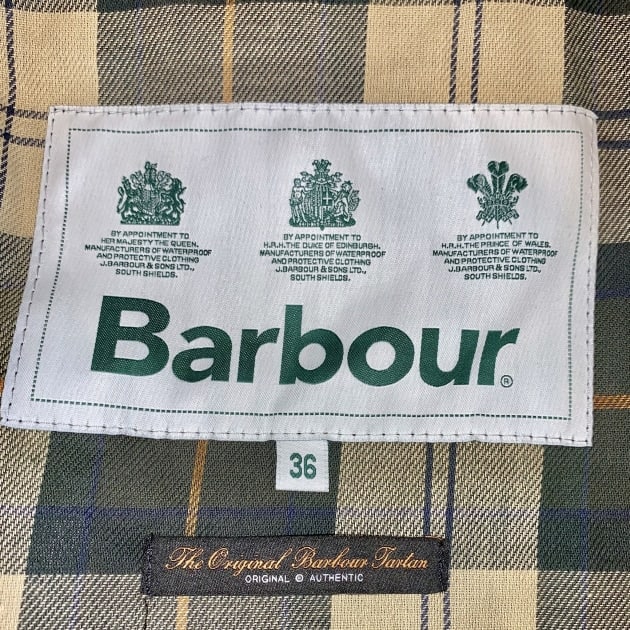 BY APPOINTMENT TO
HER MAJESTY THE QUEEN.
MANUFACTURERS OF WATERPROOF
AND PROTECTIVE CLOTHING
J.BARBOUR & SONS LTD.,
SOUTH SHIELDS.
BY APPOINTMENT TO
H.R.H. THE DUKE OF EDINBURGH.
MANUFACTURERS OF WATERPROOF
AND PROTECTIVE CLOTHING
J.BARBOUR & SONS LTD.,
SOUTH SHIELDS.
BY APPOINTMENT TO
H.R.H. THE PRINCE OF WALES.
MANUFACTURERS OF WATERPROOF
AND PROTECTIVE CLOTHING
J.BARBOUR & SONS LTD.,
SOUTH SHIELDS.
Barbour®
36
The Original Barbour Tartan
ORIGINAL @ AUTHENTIC